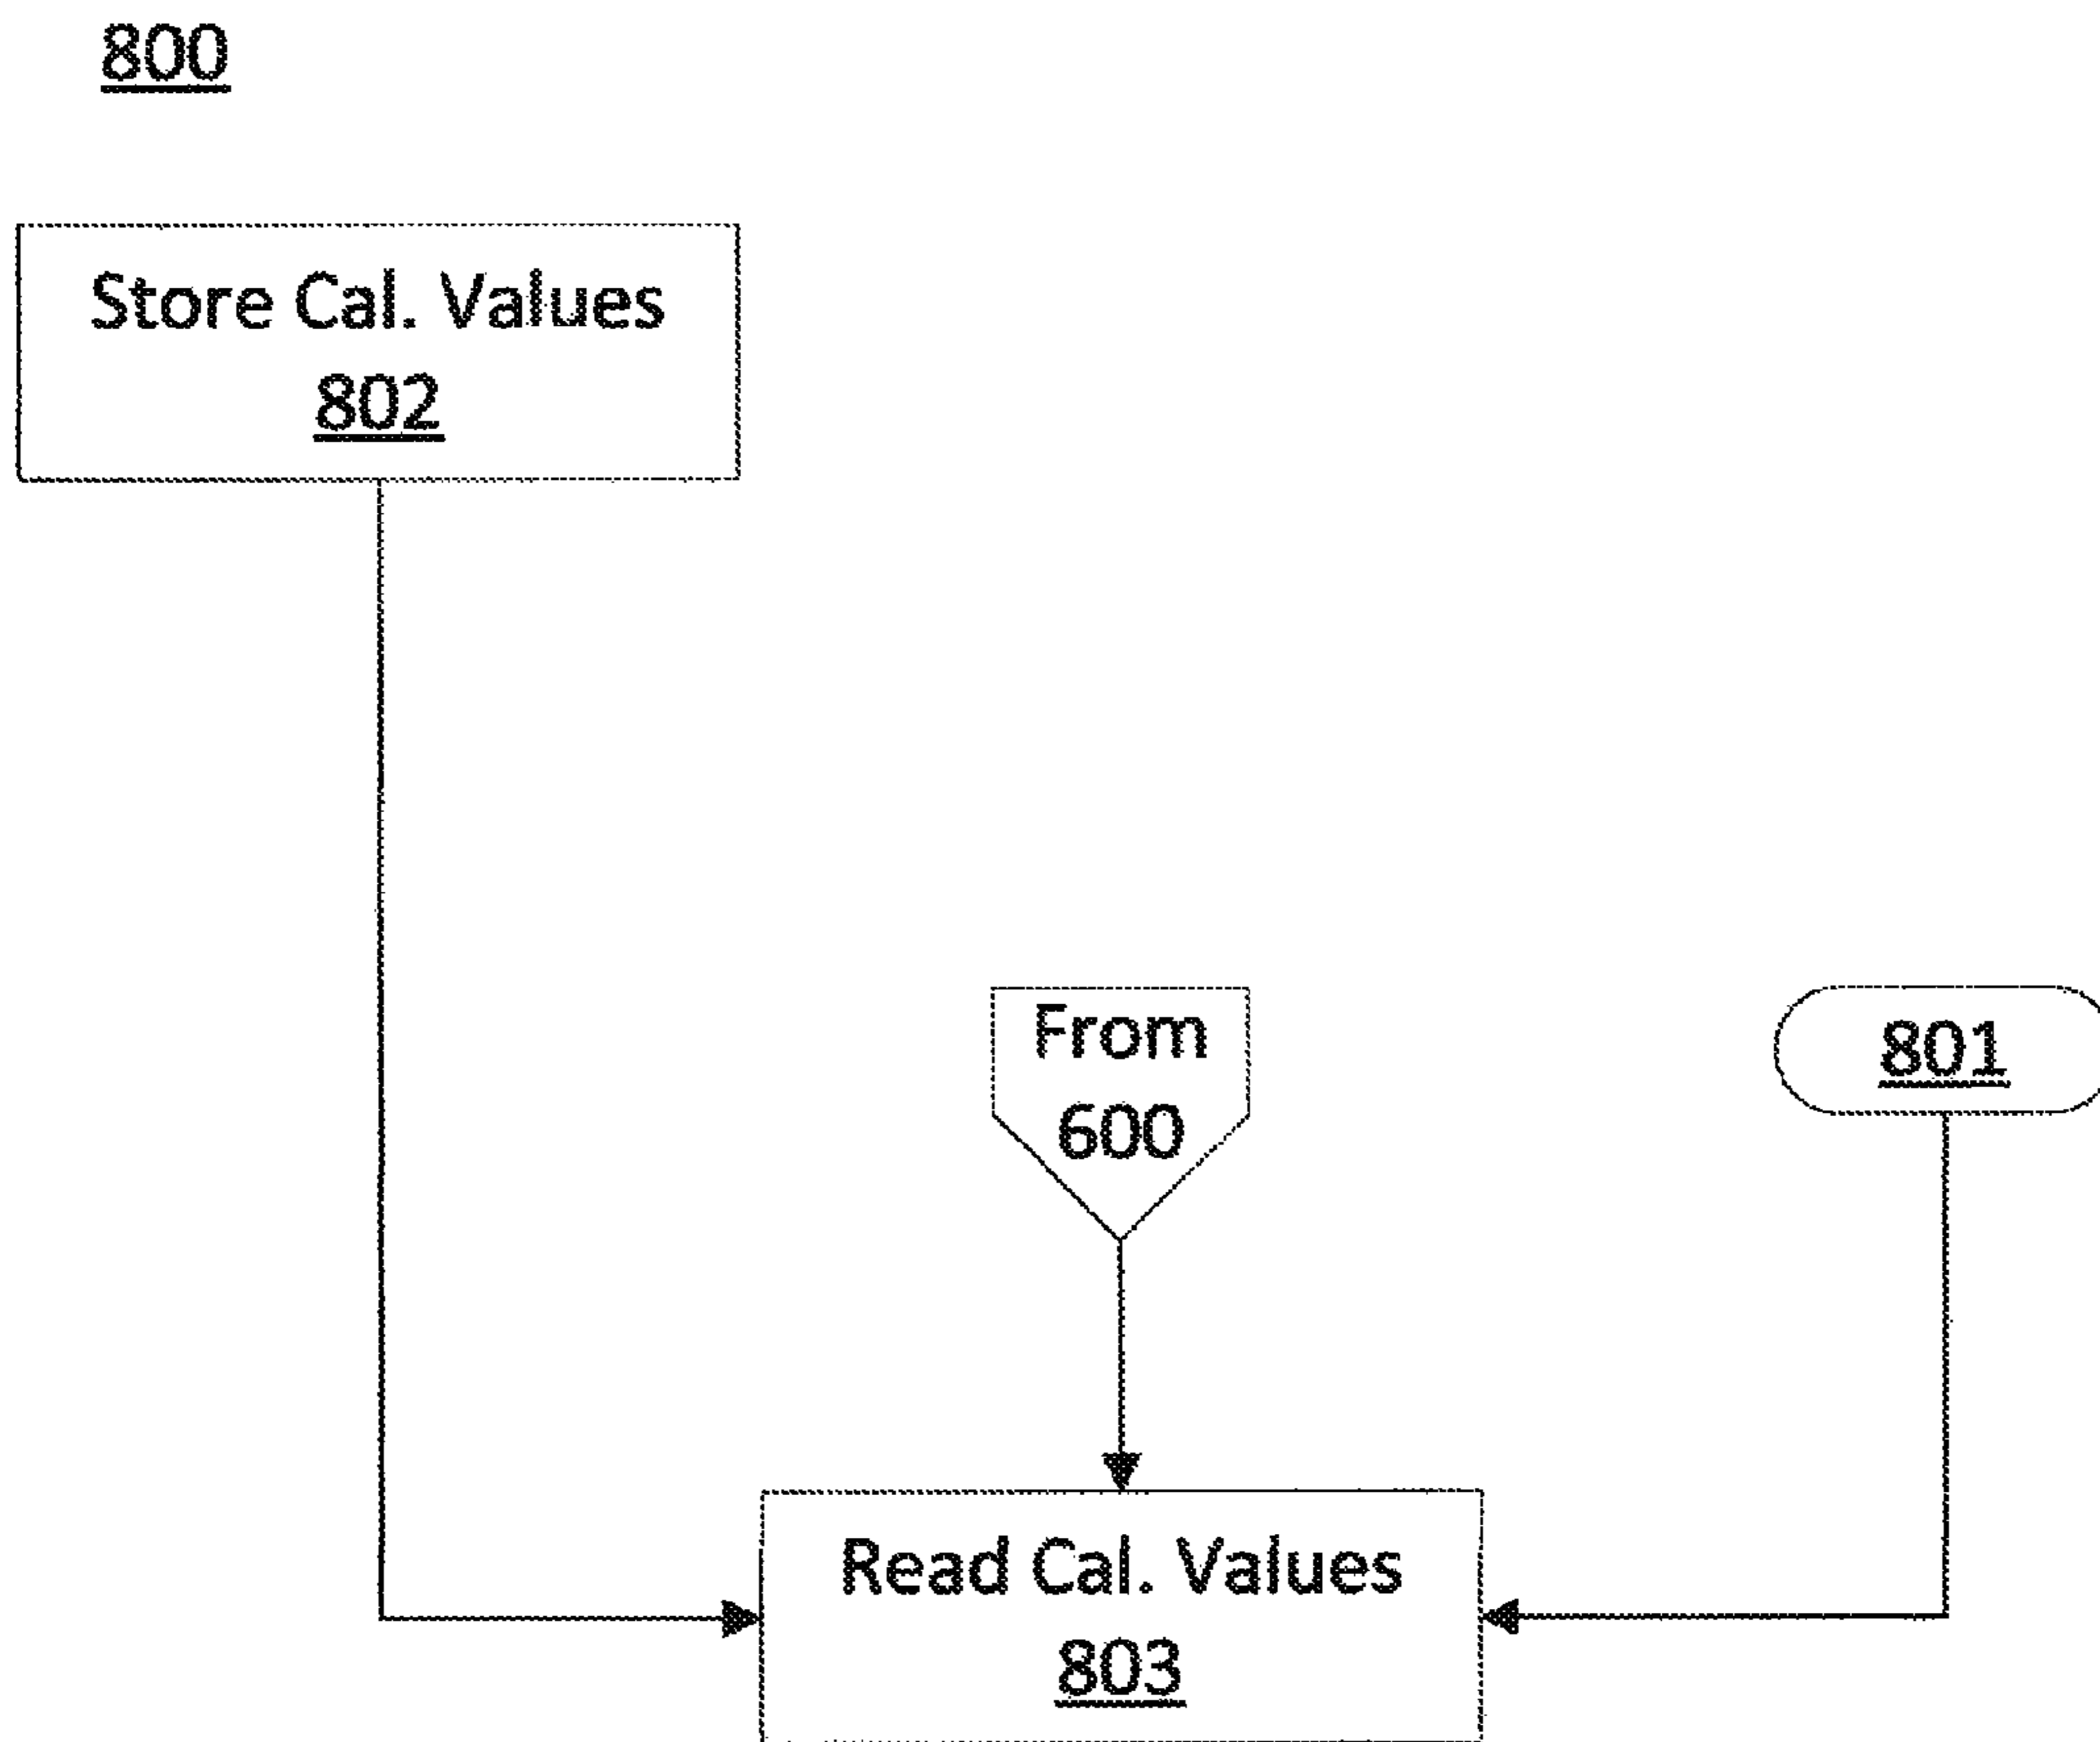 800
Store Cal. Values
802
From
600
801
Read Cal. Values
803